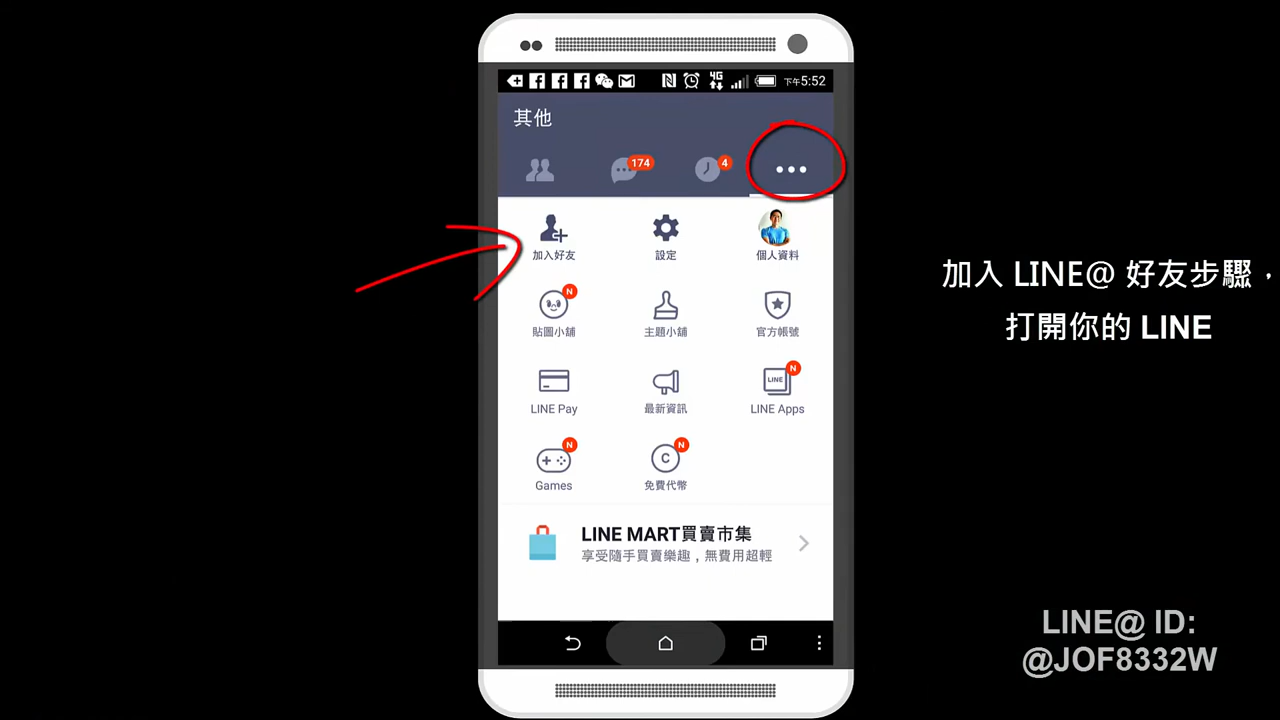 下午5:52
其他
174
4
加入好友
設定
個人資料
N
貼圖小舖
主題小舖
官方帳號
LINE
N
LINE Pay
最新資訊
LINE Apps
N
N
C
Games
免費代幣
LINE MART買賣市集
享受隨手買賣樂趣，無費用超輕
加入 LINE@ 好友步驟，
打開你的 LINE
LINE@ ID:
@JOF8332W